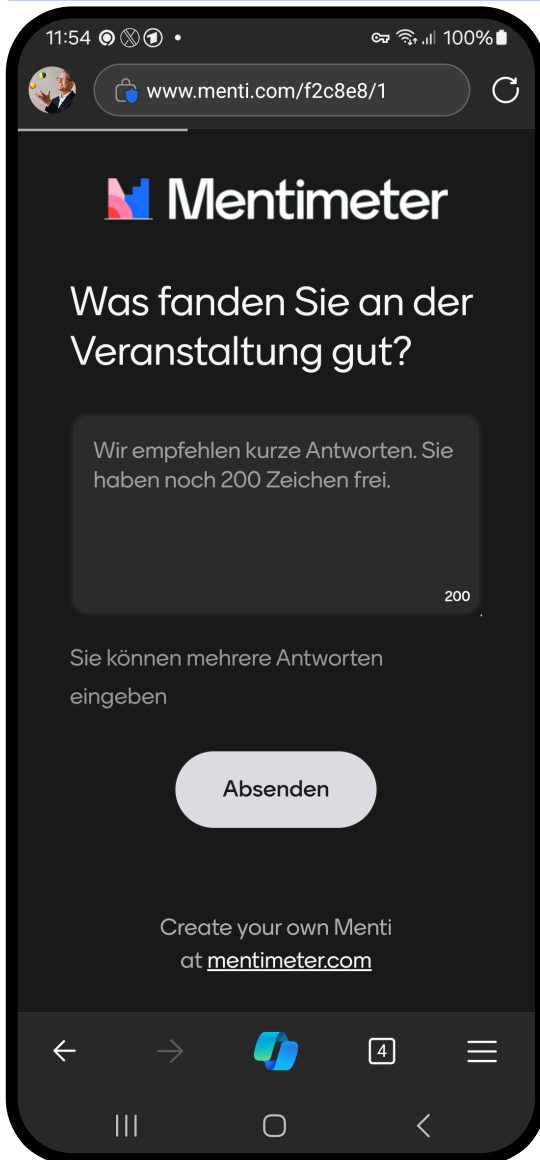 11:54
100%
www.menti.com/f2c8e8/1
Mentimeter
Was fanden Sie an der
Veranstaltung gut?
Wir empfehlen kurze Antworten. Sie
haben noch 200 Zeichen frei.
200
Sie können mehrere Antworten
eingeben
Absenden
Create your own Menti
at mentimeter.com
4